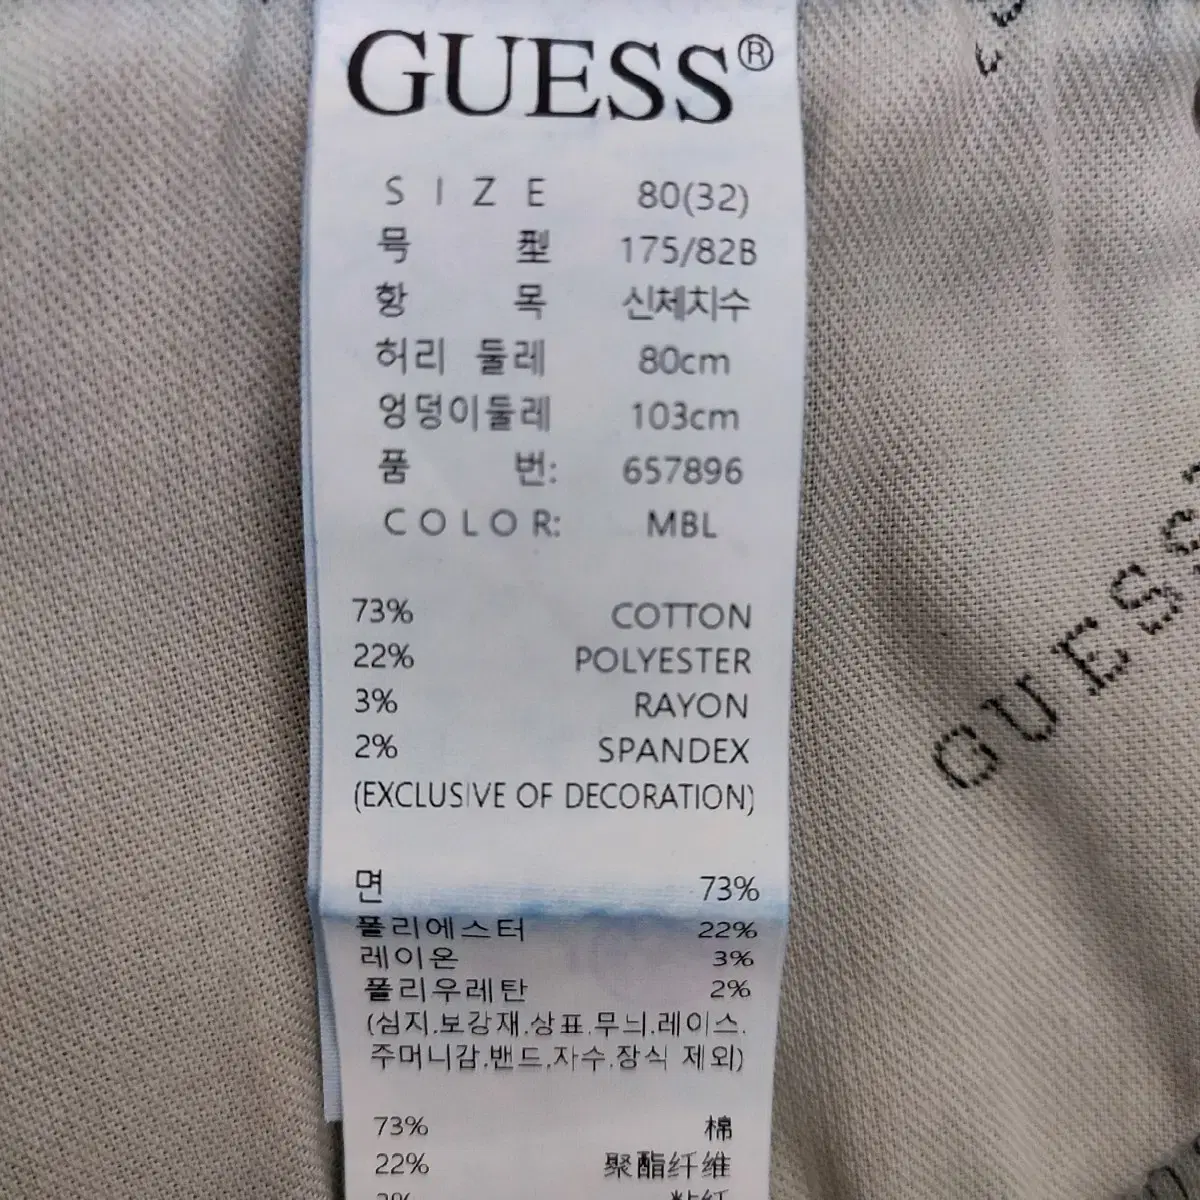 GUESS®
SIZE 80(32)
목 型 175/82B
항 목 신체치수
허리 둘레 80cm
엉덩이둘레 103cm
품 번: 657896
COLOR: MBL
73% COTTON
22% POLYESTER
3% RAYON
2% SPANDEX
(EXCLUSIVE OF DECORATION)
면 73%
폴리에스터 22%
레이온 3%
폴리우레탄 2%
(심지.보강재.상표.무늬.레이스.
주머니감.밴드.자수.장식 제외)
73% 棉
22% 聚酯纤维
GUESS